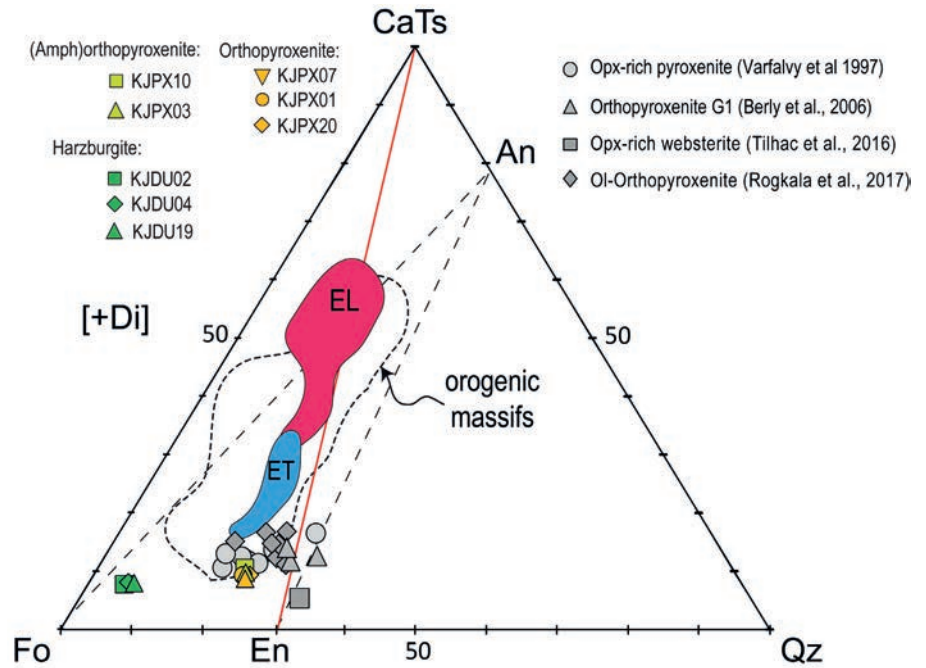 CaTs
(Amph)orthopyroxenite:
KJPX10
KJPX03
Harzburgite:
KJDU02
KJDU04
KJDU19
Orthopyroxenite:
KJPX07
KJPX01
KJPX20
Opx-rich pyroxenite (Varfalvy et al 1997)
Orthopyroxenite G1 (Berly et al., 2006)
Opx-rich websterite (Tilhac et al., 2016)
Ol-Orthopyroxenite (Rogkala et al., 2017)
An
[+Di]
EL
50
50
orogenic
massifs
ET
Fo
En
50
Qz